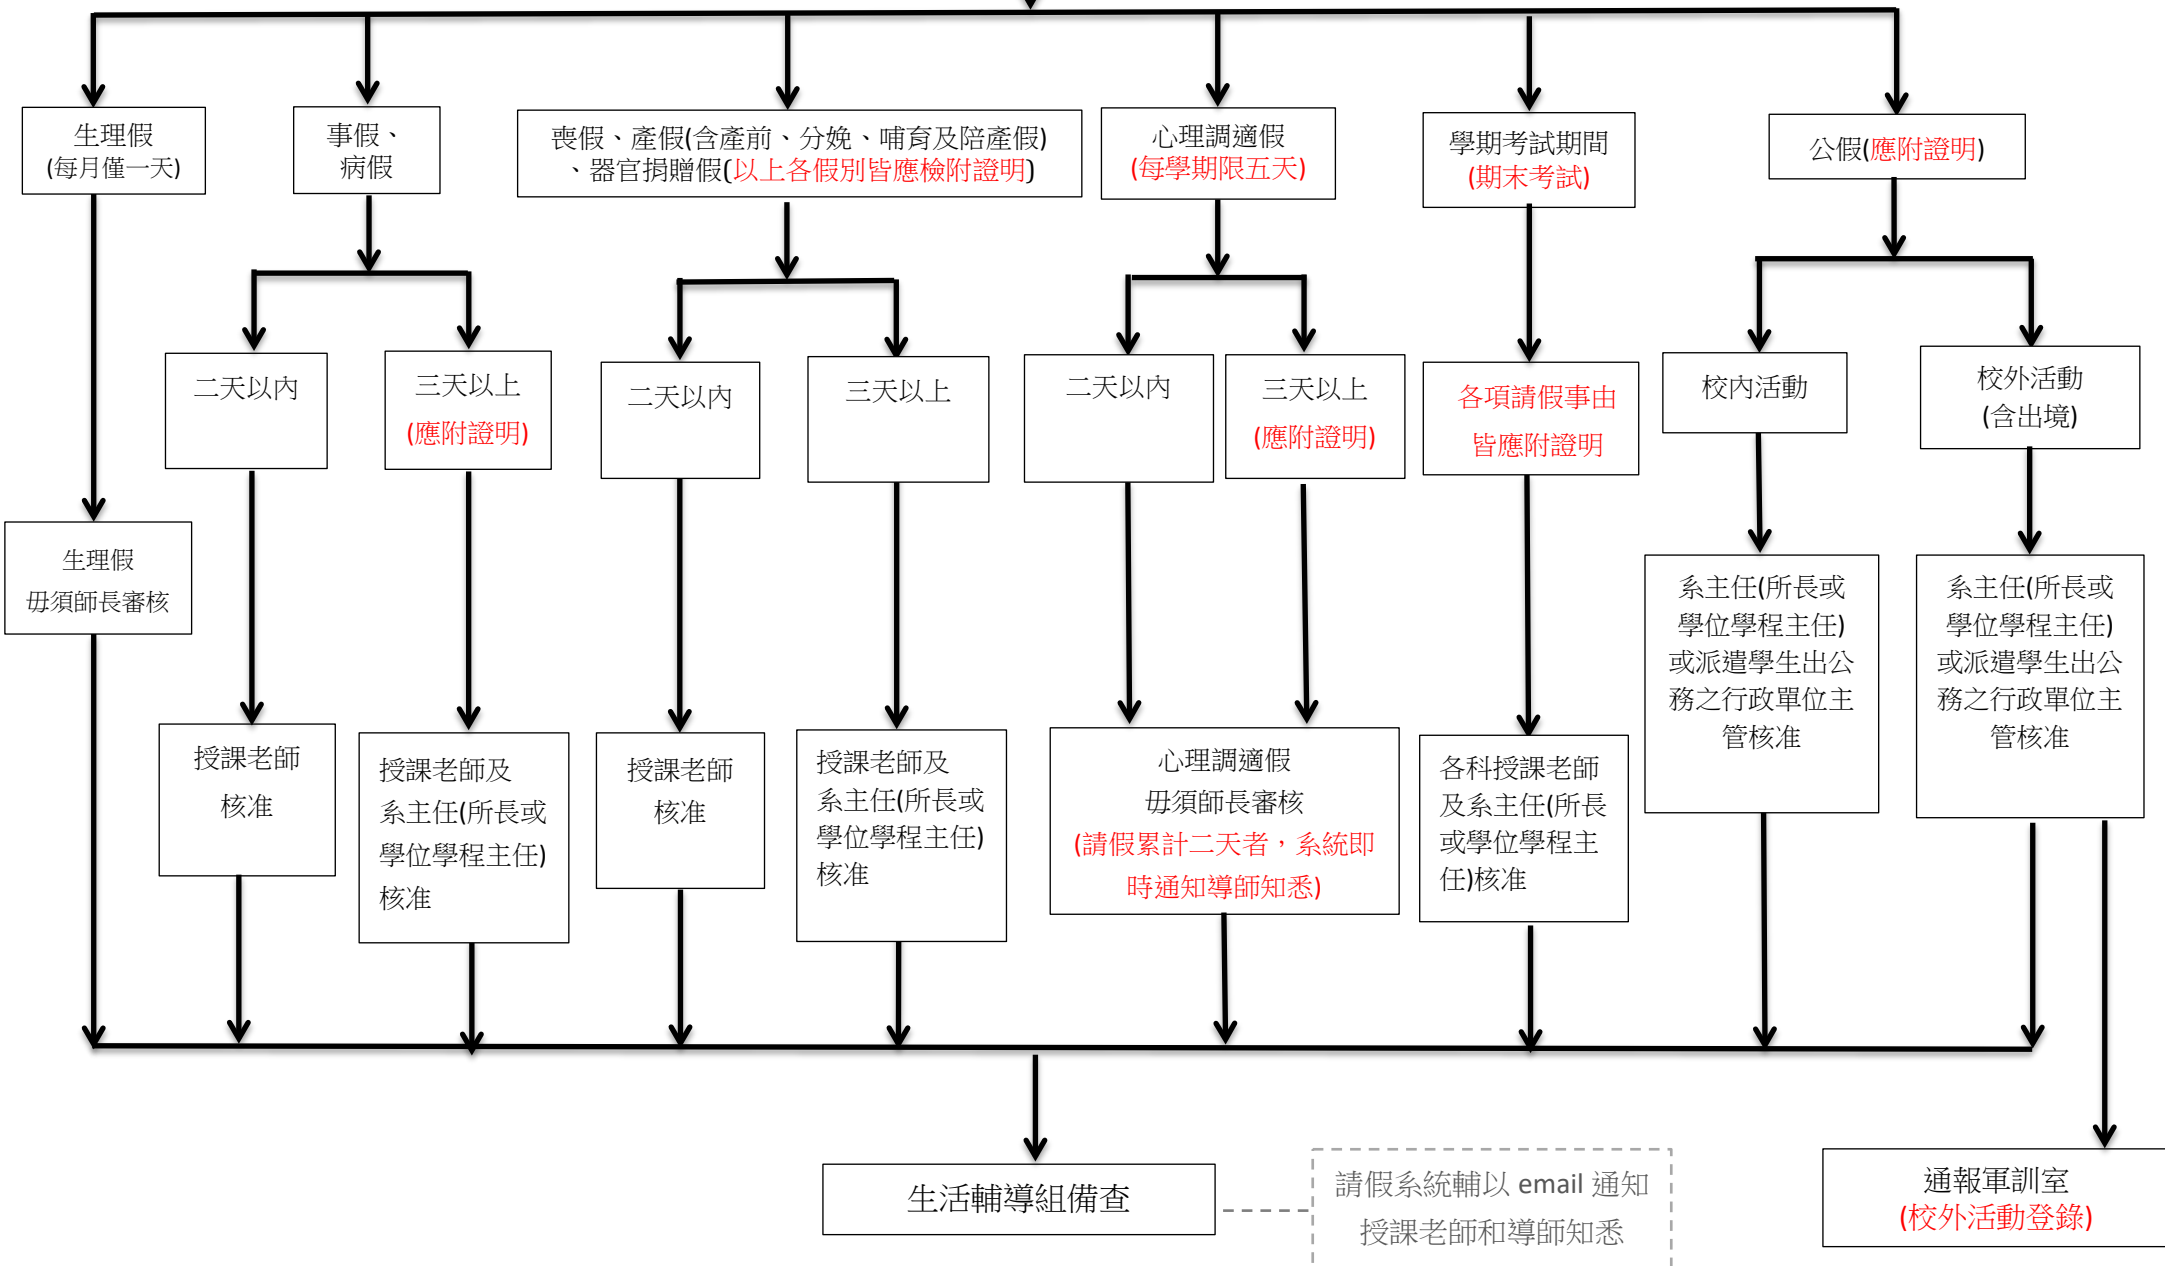 生理假
(每月僅一天)
事假、
病假
喪假、產假(含產前、分娩、哺育及陪產假)
、器官捐贈假(以上各假別皆應檢附證明)
心理調適假
(每學期限五天)
學期考試期間
(期末考試)
公假(應附證明)
二天以內
三天以上
(應附證明)
二天以內
三天以上
二天以內
三天以上
(應附證明)
各項請假事由
皆應附證明
校內活動
校外活動
(含出境)
生理假
毋須師長審核
授課老師
核准
授課老師及
系主任(所長或
學位學程主任)
核准
授課老師
核准
授課老師及
系主任(所長或
學位學程主任)
核准
心理調適假
毋須師長審核
(請假累計二天者，系統即
時通知導師知悉)
各科授課老師
及系主任(所長
或學位學程主
任)核准
系主任(所長或
學位學程主任)
或派遣學生出公
務之行政單位主
管核准
系主任(所長或
學位學程主任)
或派遣學生出公
務之行政單位主
管核准
生活輔導組備查
請假系統輔以 email 通知
授課老師和導師知悉
通報軍訓室
(校外活動登錄)